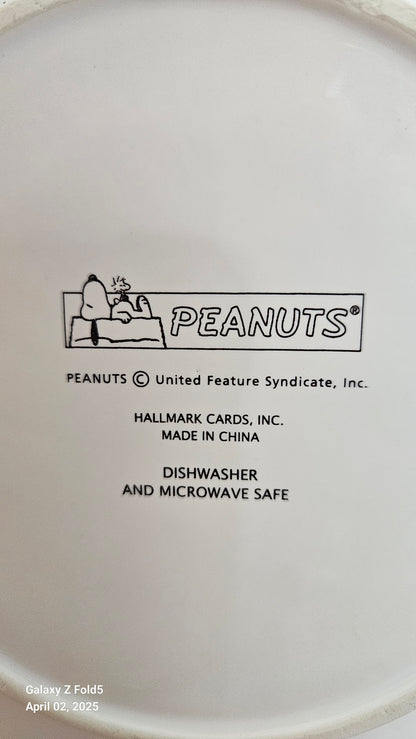 PEANUTS®
PEANUTS © United Feature Syndicate, Inc.
HALLMARK CARDS, INC.
MADE IN CHINA
DISHWASHER
AND MICROWAVE SAFE
Galaxy Z Fold5
April 02, 2025